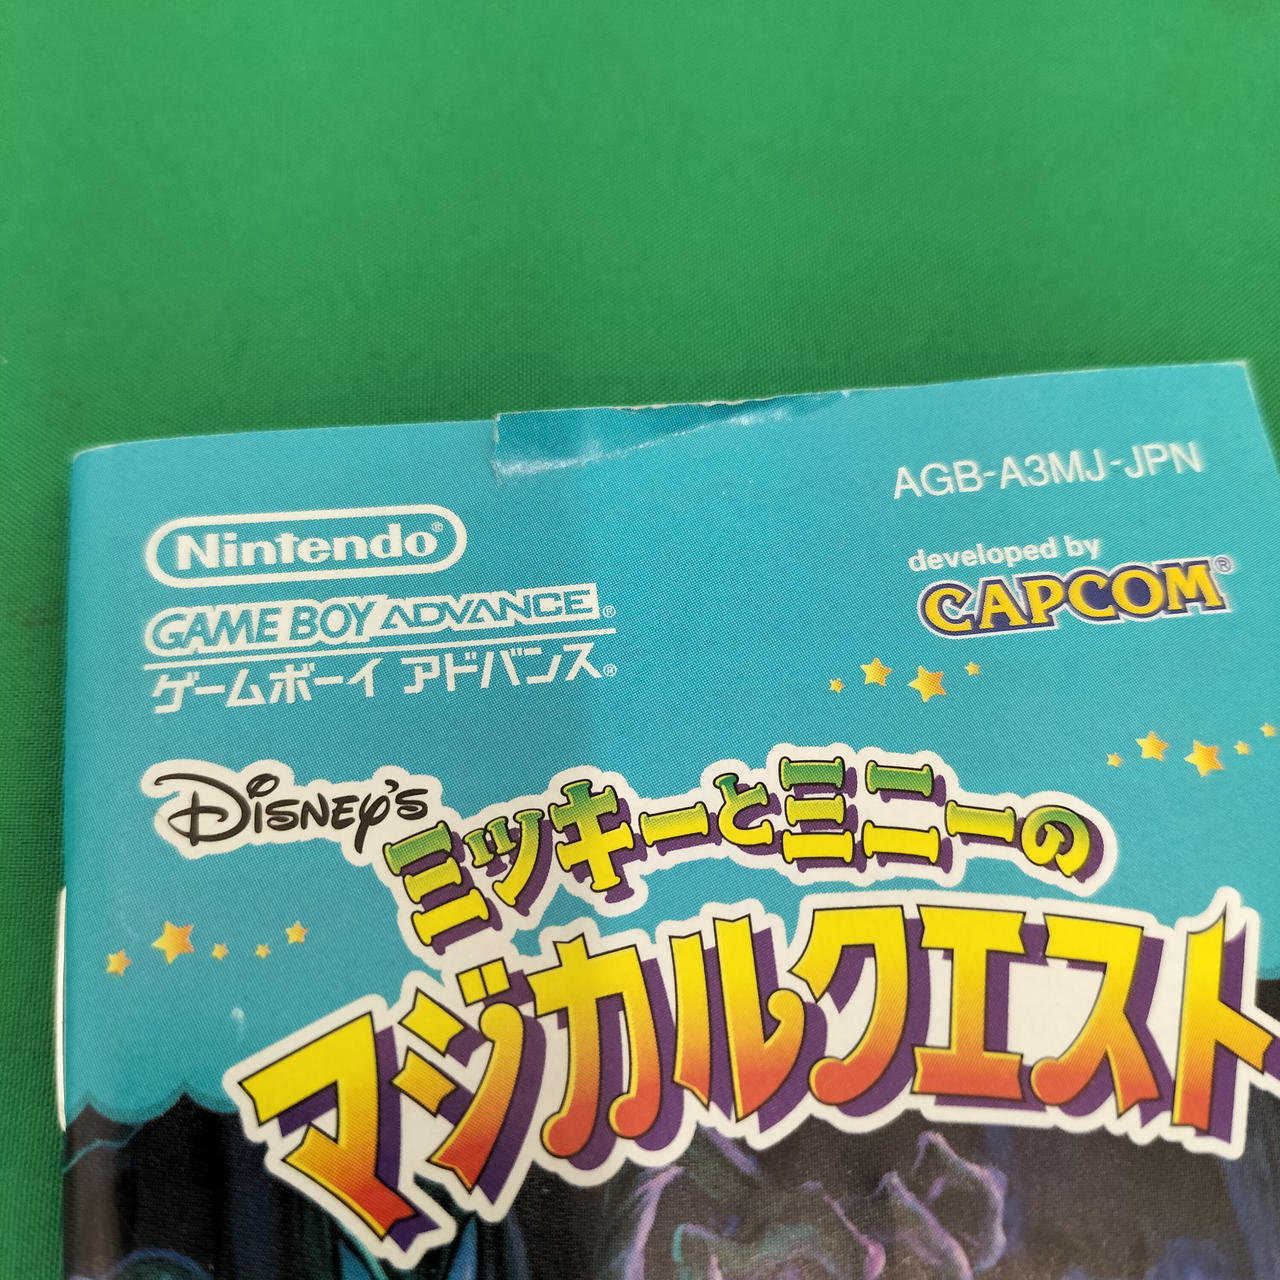 AGB-A3MJ-JPN
Nintendo®
developed by
CAPCOM®
GAME BOY ADVANCE®
ゲームボーイ アドバンス®
Disney's
ミッキーとミニーの
マジカルクエスト